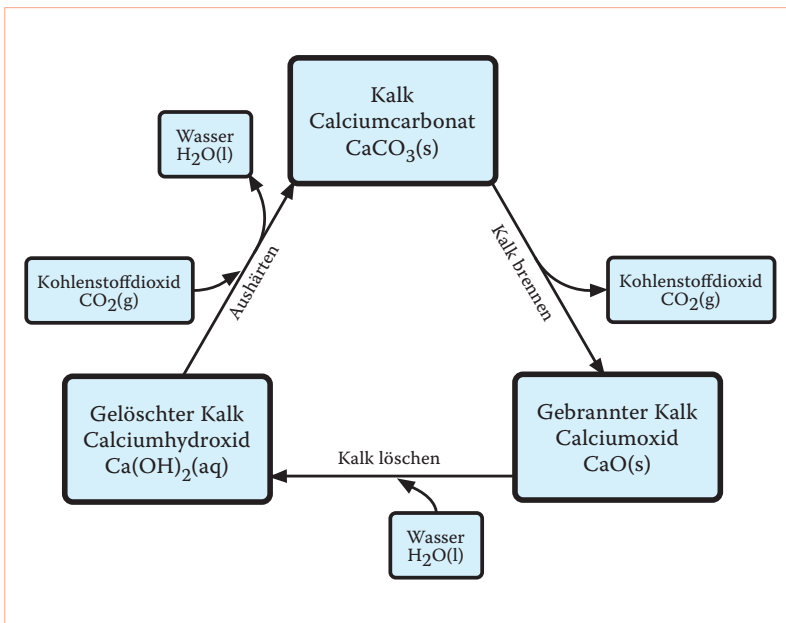 Kalk
Calciumcarbonat
CaCO₃(s)
Wasser
H₂O(l)
Kohlenstoffdioxid
CO₂(g)
Aushärten
Kalk brennen
Kohlenstoffdioxid
CO₂(g)
Gelöschter Kalk
Calciumhydroxid
Ca(OH)₂(aq)
Kalk löschen
Gebrannter Kalk
Calciumoxid
CaO(s)
Wasser
H₂O(l)